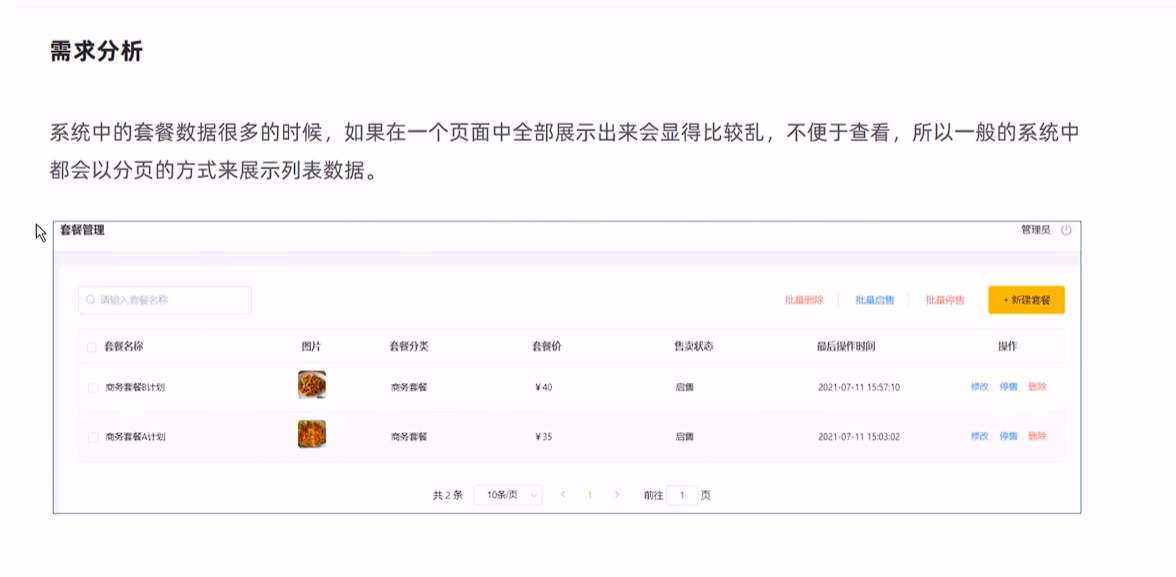 需求分析
系统中的套餐数据很多的时候，如果在一个页面中全部展示出来会显得比较乱，不便于查看，所以一般的系统中
都会以分页的方式来展示列表数据。
套餐管理 管理员
请输入套餐名称 批量删除 批量启售 批量停售 + 新建套餐
套餐名称 图片 套餐分类 套餐价 售卖状态 最后操作时间 操作
商务套餐B计划 商务套餐 ¥40 启售 2021-07-11 15:57:10 修改 停售 删除
商务套餐A计划 商务套餐 ¥35 启售 2021-07-11 15:03:02 修改 停售 删除
共 2 条 10条/页 1 前往 1 页